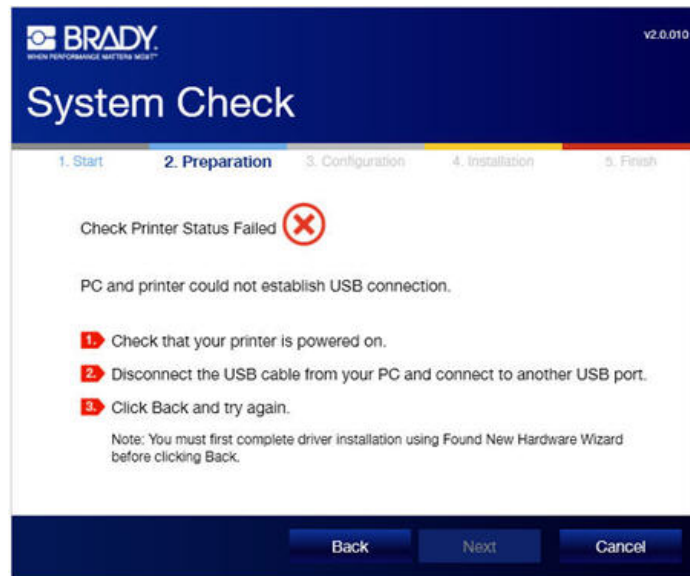 BRADY.
WHEN PERFORMANCE MATTERS MOST™
v2.0.010
System Check
1. Start
2. Preparation
3. Configuration
4. Installation
5. Finish
Check Printer Status Failed
PC and printer could not establish USB connection.
1. Check that your printer is powered on.
2. Disconnect the USB cable from your PC and connect to another USB port.
3. Click Back and try again.
Note: You must first complete driver installation using Found New Hardware Wizard
before clicking Back.
Back
Next
Cancel